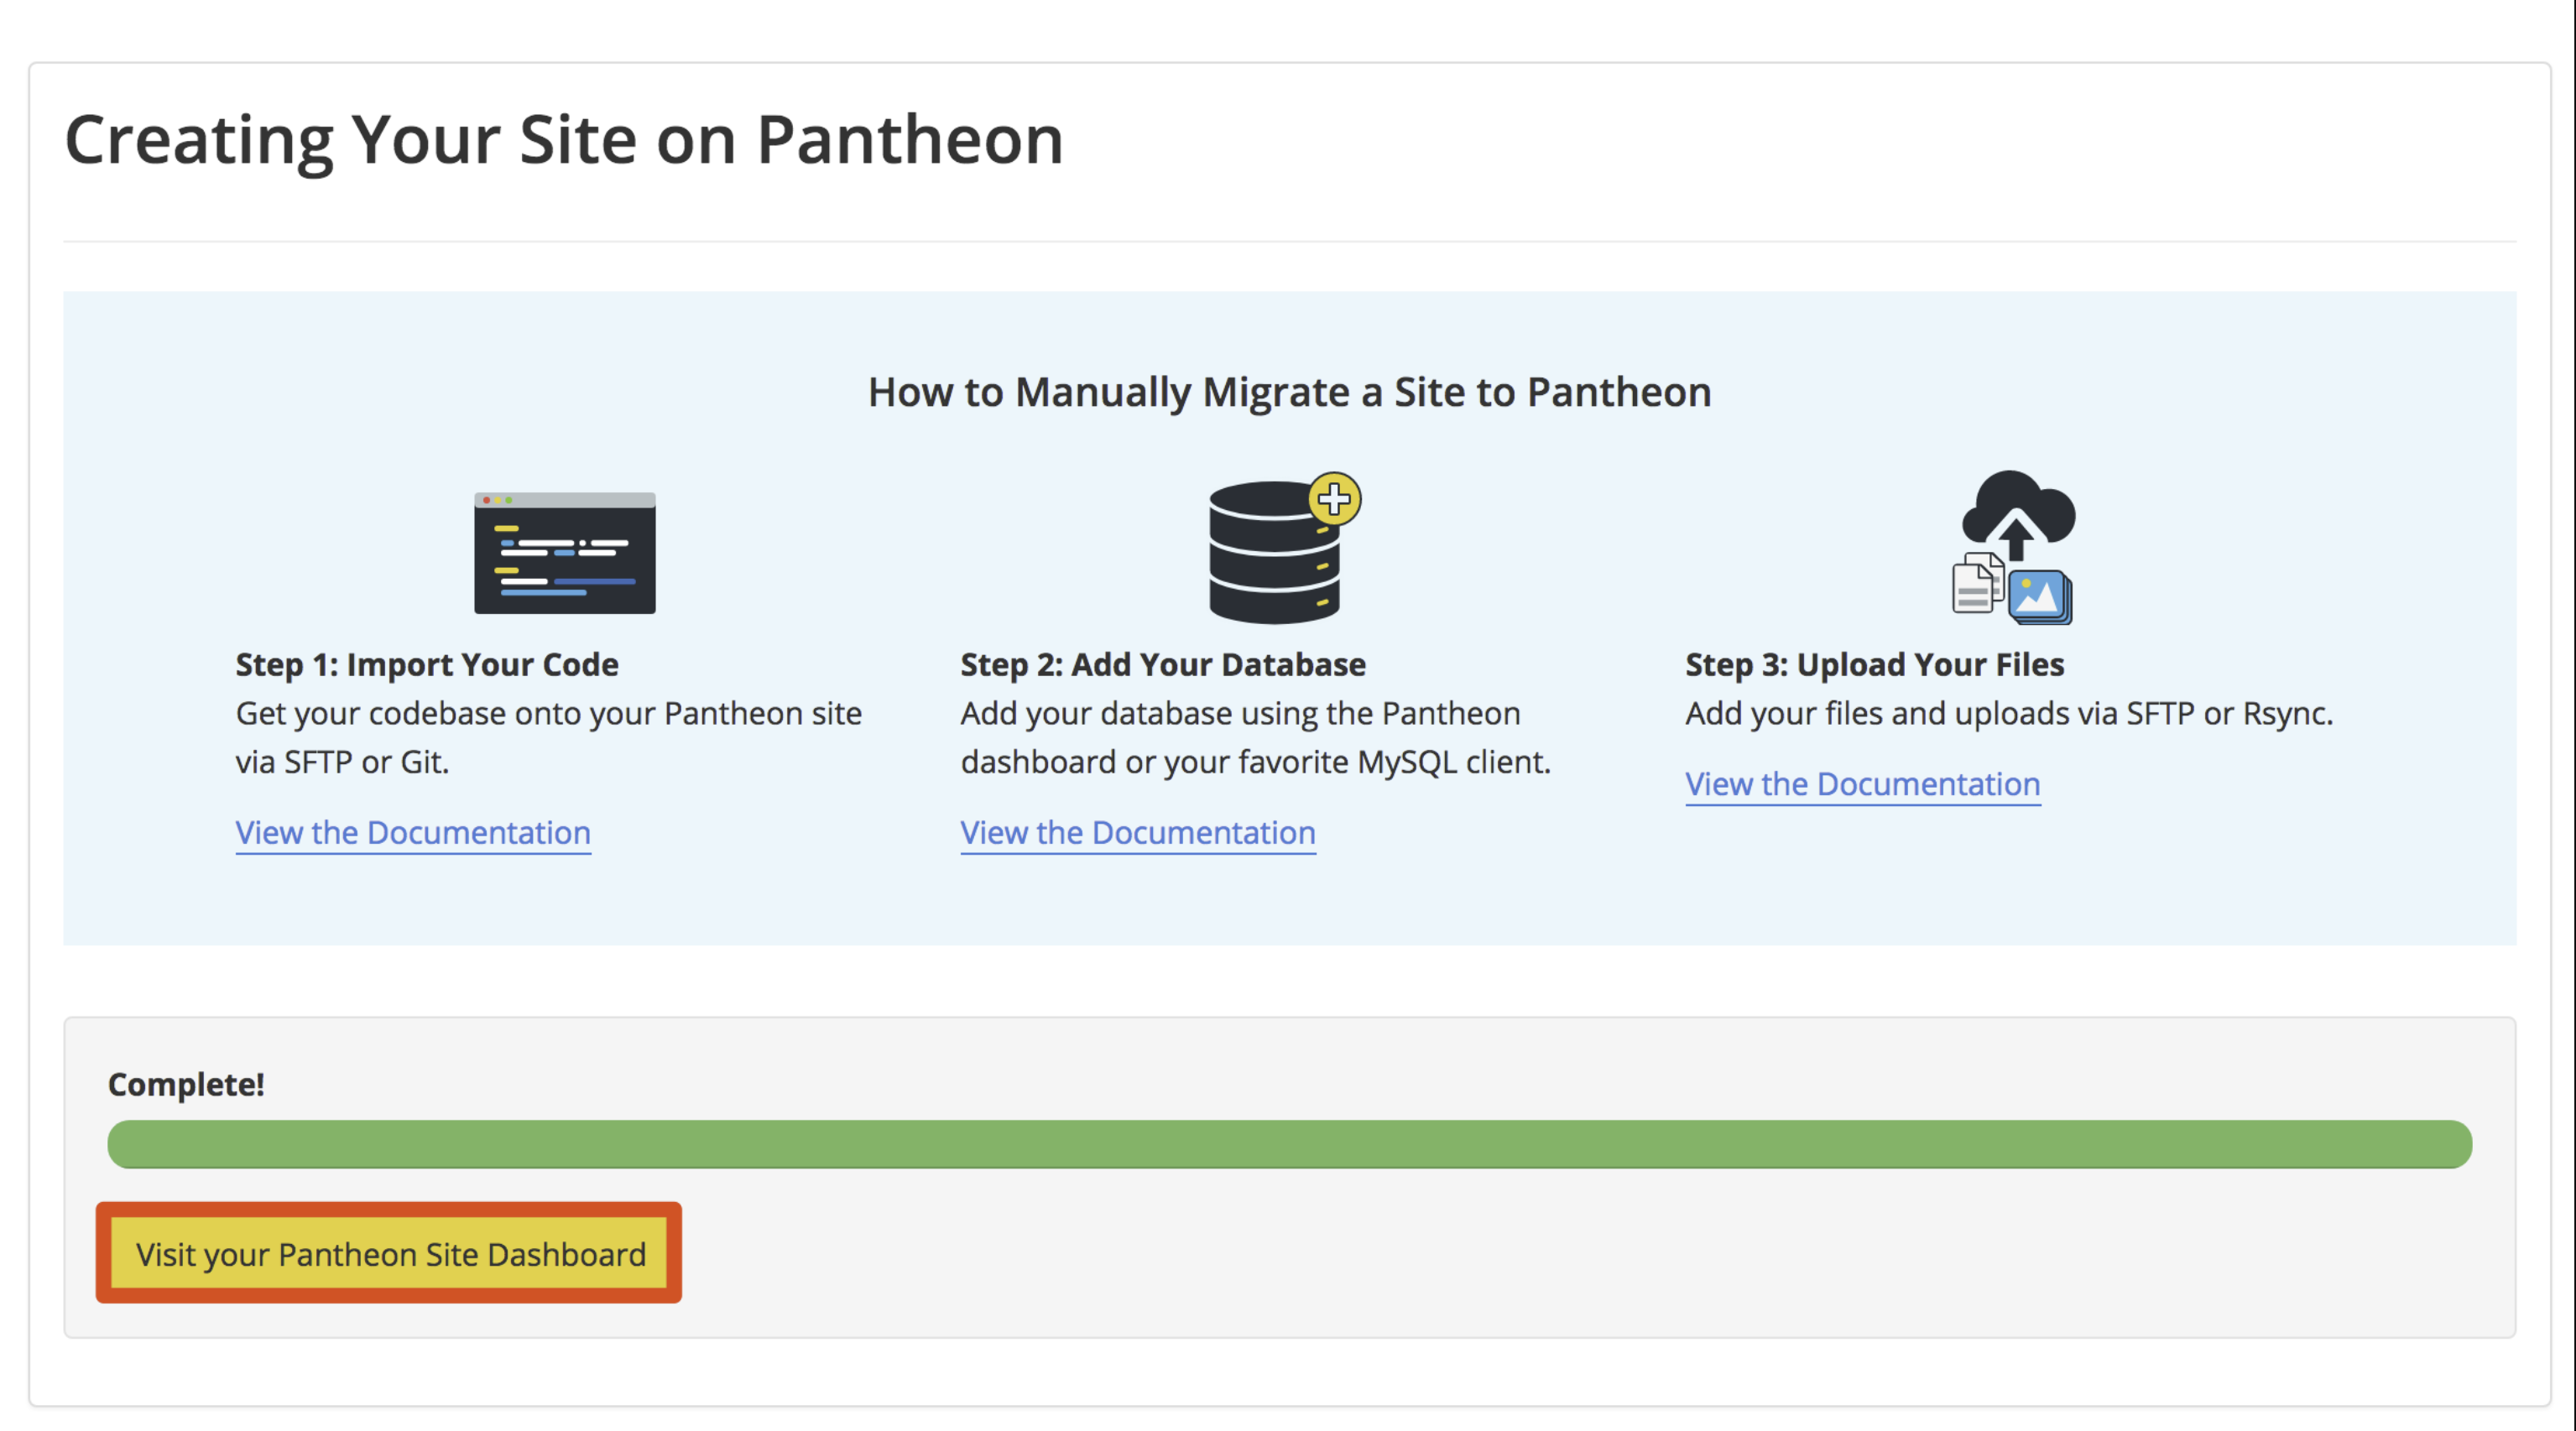 Creating Your Site on Pantheon
How to Manually Migrate a Site to Pantheon
Step 1: Import Your Code
Get your codebase onto your Pantheon site
via SFTP or Git.
View the Documentation
Step 2: Add Your Database
Add your database using the Pantheon
dashboard or your favorite MySQL client.
View the Documentation
Step 3: Upload Your Files
Add your files and uploads via SFTP or Rsync.
View the Documentation
Complete!
Visit your Pantheon Site Dashboard